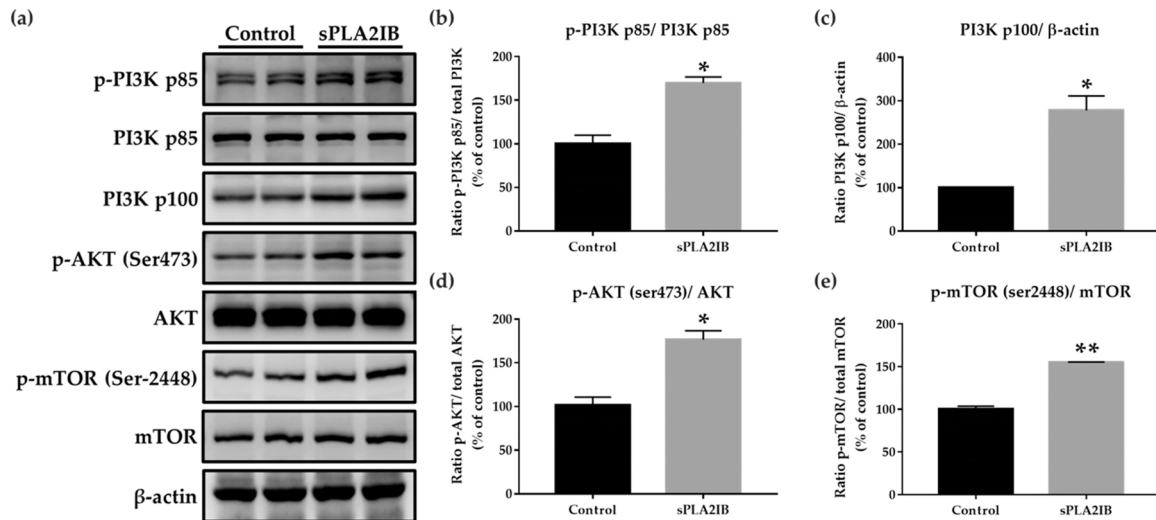 (a)
Control sPLA2IB
p-PI3K p85
PI3K p85
PI3K p100
p-AKT (Ser473)
AKT
p-mTOR (Ser-2448)
mTOR
β-actin
(b)
p-PI3K p85/ PI3K p85
Ratio p-PI3K p85/ total PI3K
(% of control)
200
150
100
50
0
Control sPLA2IB
*
(c)
PI3K p100/ β-actin
Ratio PI3K p100/ β-actin
(% of control)
400
300
200
100
0
Control sPLA2IB
*
(d)
p-AKT (ser473)/ AKT
Ratio p-AKT/ total AKT
(% of control)
200
150
100
50
0
Control sPLA2IB
*
(e)
p-mTOR (ser2448)/ mTOR
Ratio p-mTOR/ total mTOR
(% of control)
200
150
100
50
0
Control sPLA2IB
**